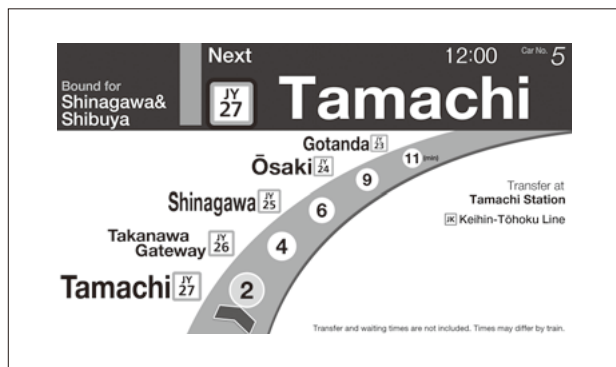 Next
12:00
Car No. 5
Bound for
Shinagawa&
Shibuya
JY
27
Tamachi
Gotanda JY 23
11 (min)
Ōsaki JY 24
9
Shinagawa JY 25
6
Takanawa
Gateway JY 26
4
Tamachi JY 27
2
Transfer at
Tamachi Station
JK Keihin-Tōhoku Line
Transfer and waiting times are not included. Times may differ by train.